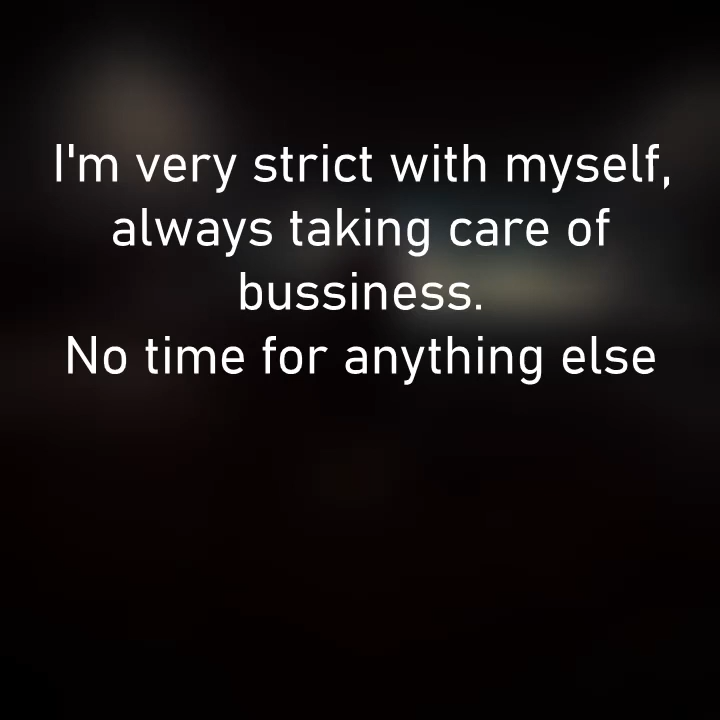 I'm very strict with myself,
always taking care of
bussiness.
No time for anything else